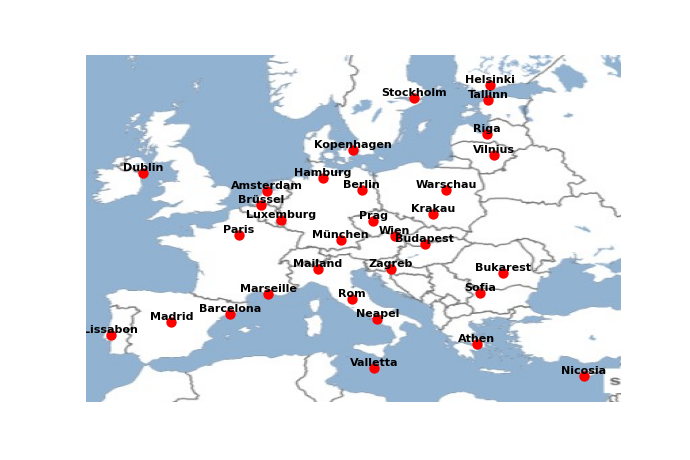 Helsinki
Stockholm
Tallinn
Riga
Kopenhagen
Vilnius
Dublin
Hamburg
Amsterdam
Berlin
Warschau
Brüssel
Luxemburg
Krakau
Prag
Paris
Wien
München
Budapest
Mailand
Zagreb
Bukarest
Marseille
Rom
Sofia
Barcelona
Neapel
Madrid
Lissabon
Athen
Valletta
Nicosia